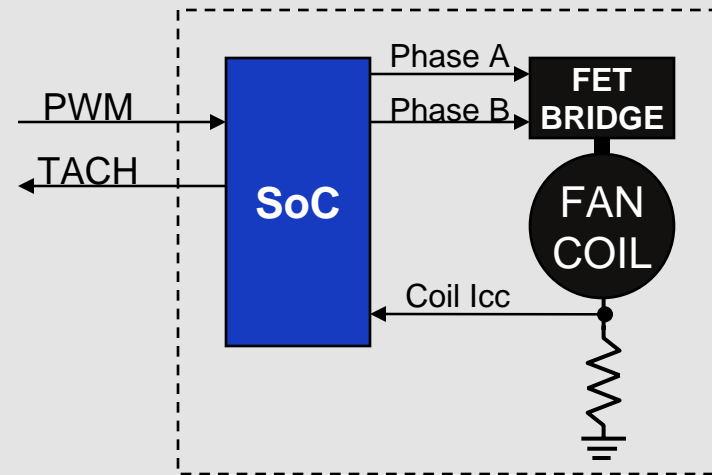 Phase A
FET
BRIDGE
PWM
Phase B
TACH
SoC
FAN
COIL
Coil Icc